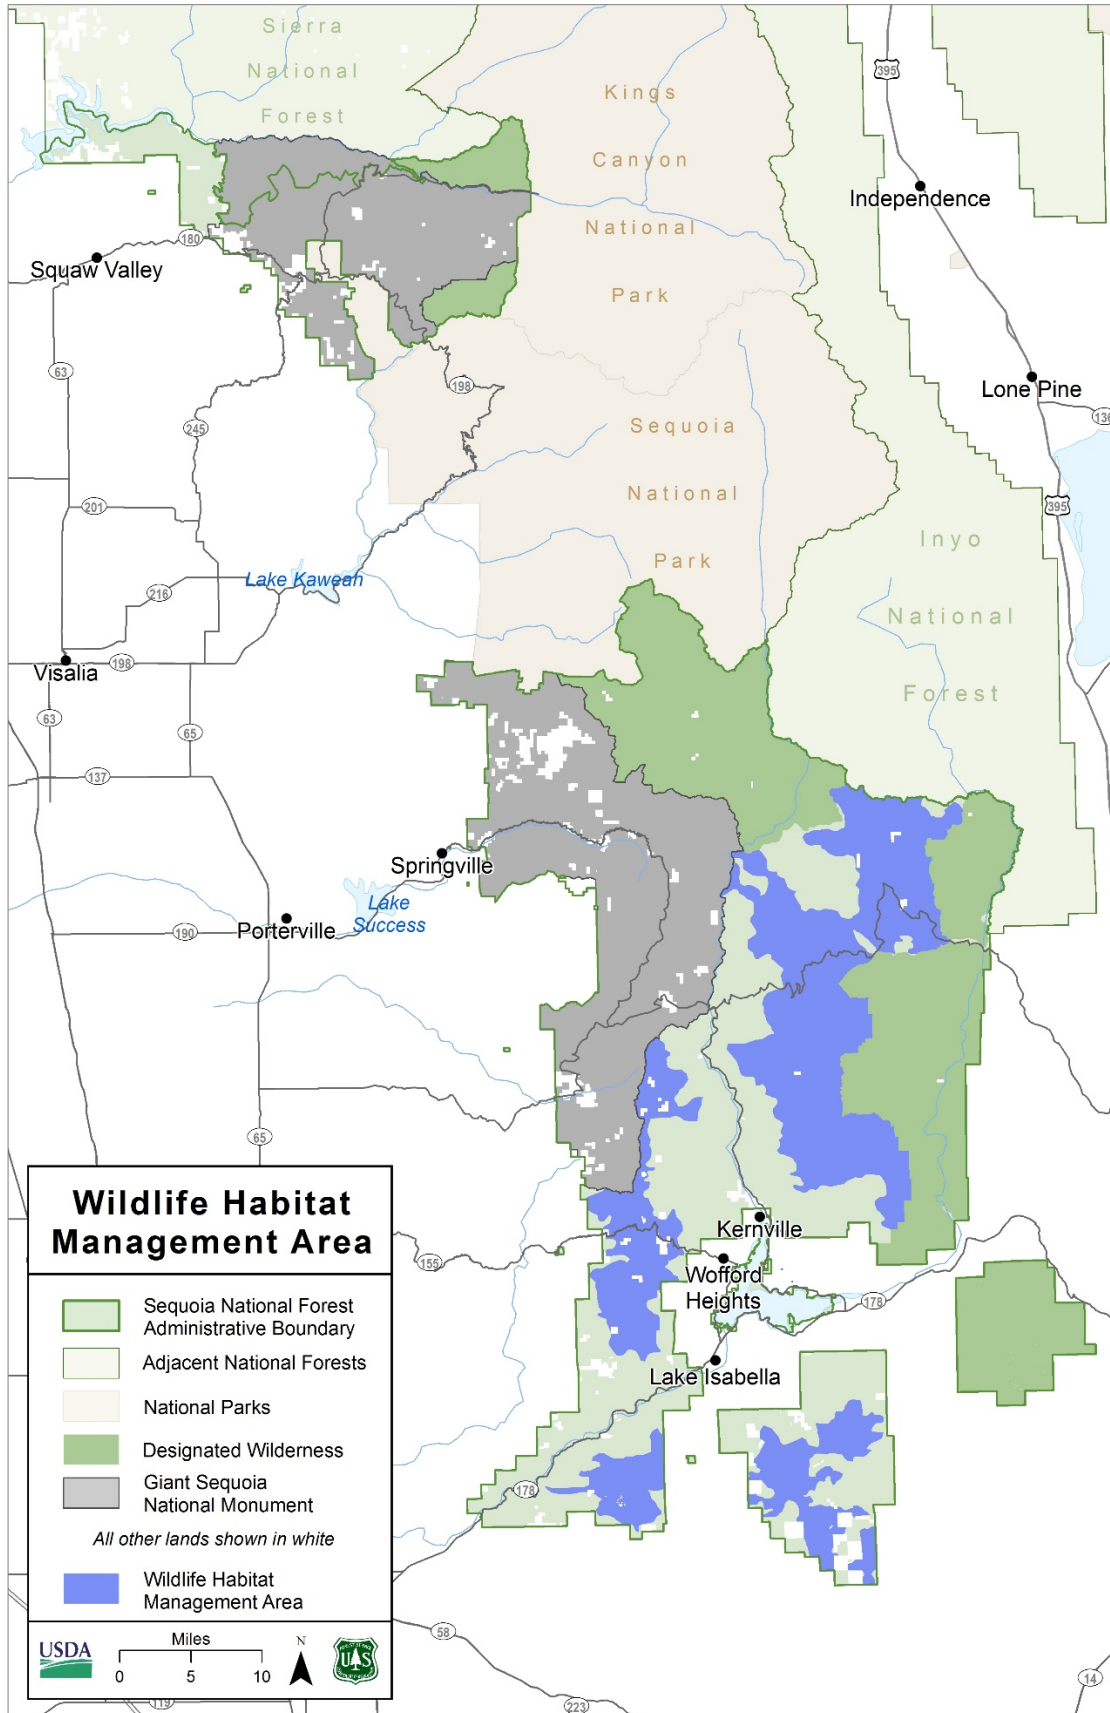 Sierra
National
Forest
Kings
Canyon
National
Park
395
Independence
180
Squaw Valley
63
198
Lone Pine
136
245
Sequoia
National
Park
201
395
Inyo
National
Forest
Lake Kaweah
216
Visalia
198
63
65
137
Springville
Lake
Success
Porterville
190
65
Kernville
155
Wofford
Heights
178
Lake Isabella
178
58
14
223
119
Wildlife Habitat
Management Area
Sequoia National Forest
Administrative Boundary
Adjacent National Forests
National Parks
Designated Wilderness
Giant Sequoia
National Monument
All other lands shown in white
Wildlife Habitat
Management Area
USDA
Miles
0 5 10
N
U S